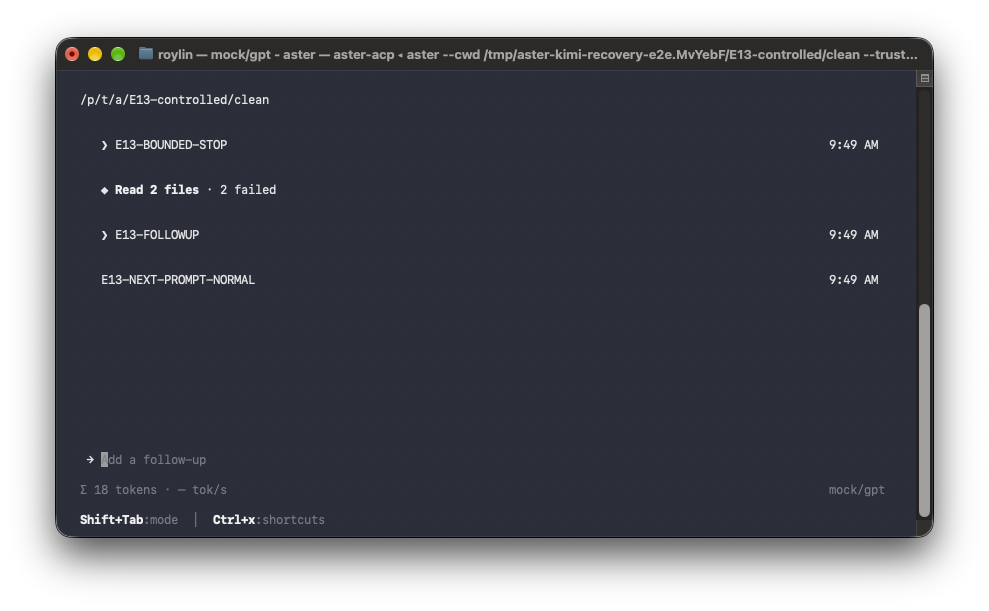 roylin — mock/gpt - aster — aster-acp ◂ aster --cwd /tmp/aster-kimi-recovery-e2e.MvYebF/E13-controlled/clean --trust...
/p/t/a/E13-controlled/clean
❯ E13-BOUNDED-STOP 9:49 AM
◆ Read 2 files · 2 failed
❯ E13-FOLLOWUP 9:49 AM
E13-NEXT-PROMPT-NORMAL 9:49 AM
→ Add a follow-up
Σ 18 tokens · — tok/s mock/gpt
Shift+Tab:mode │ Ctrl+x:shortcuts